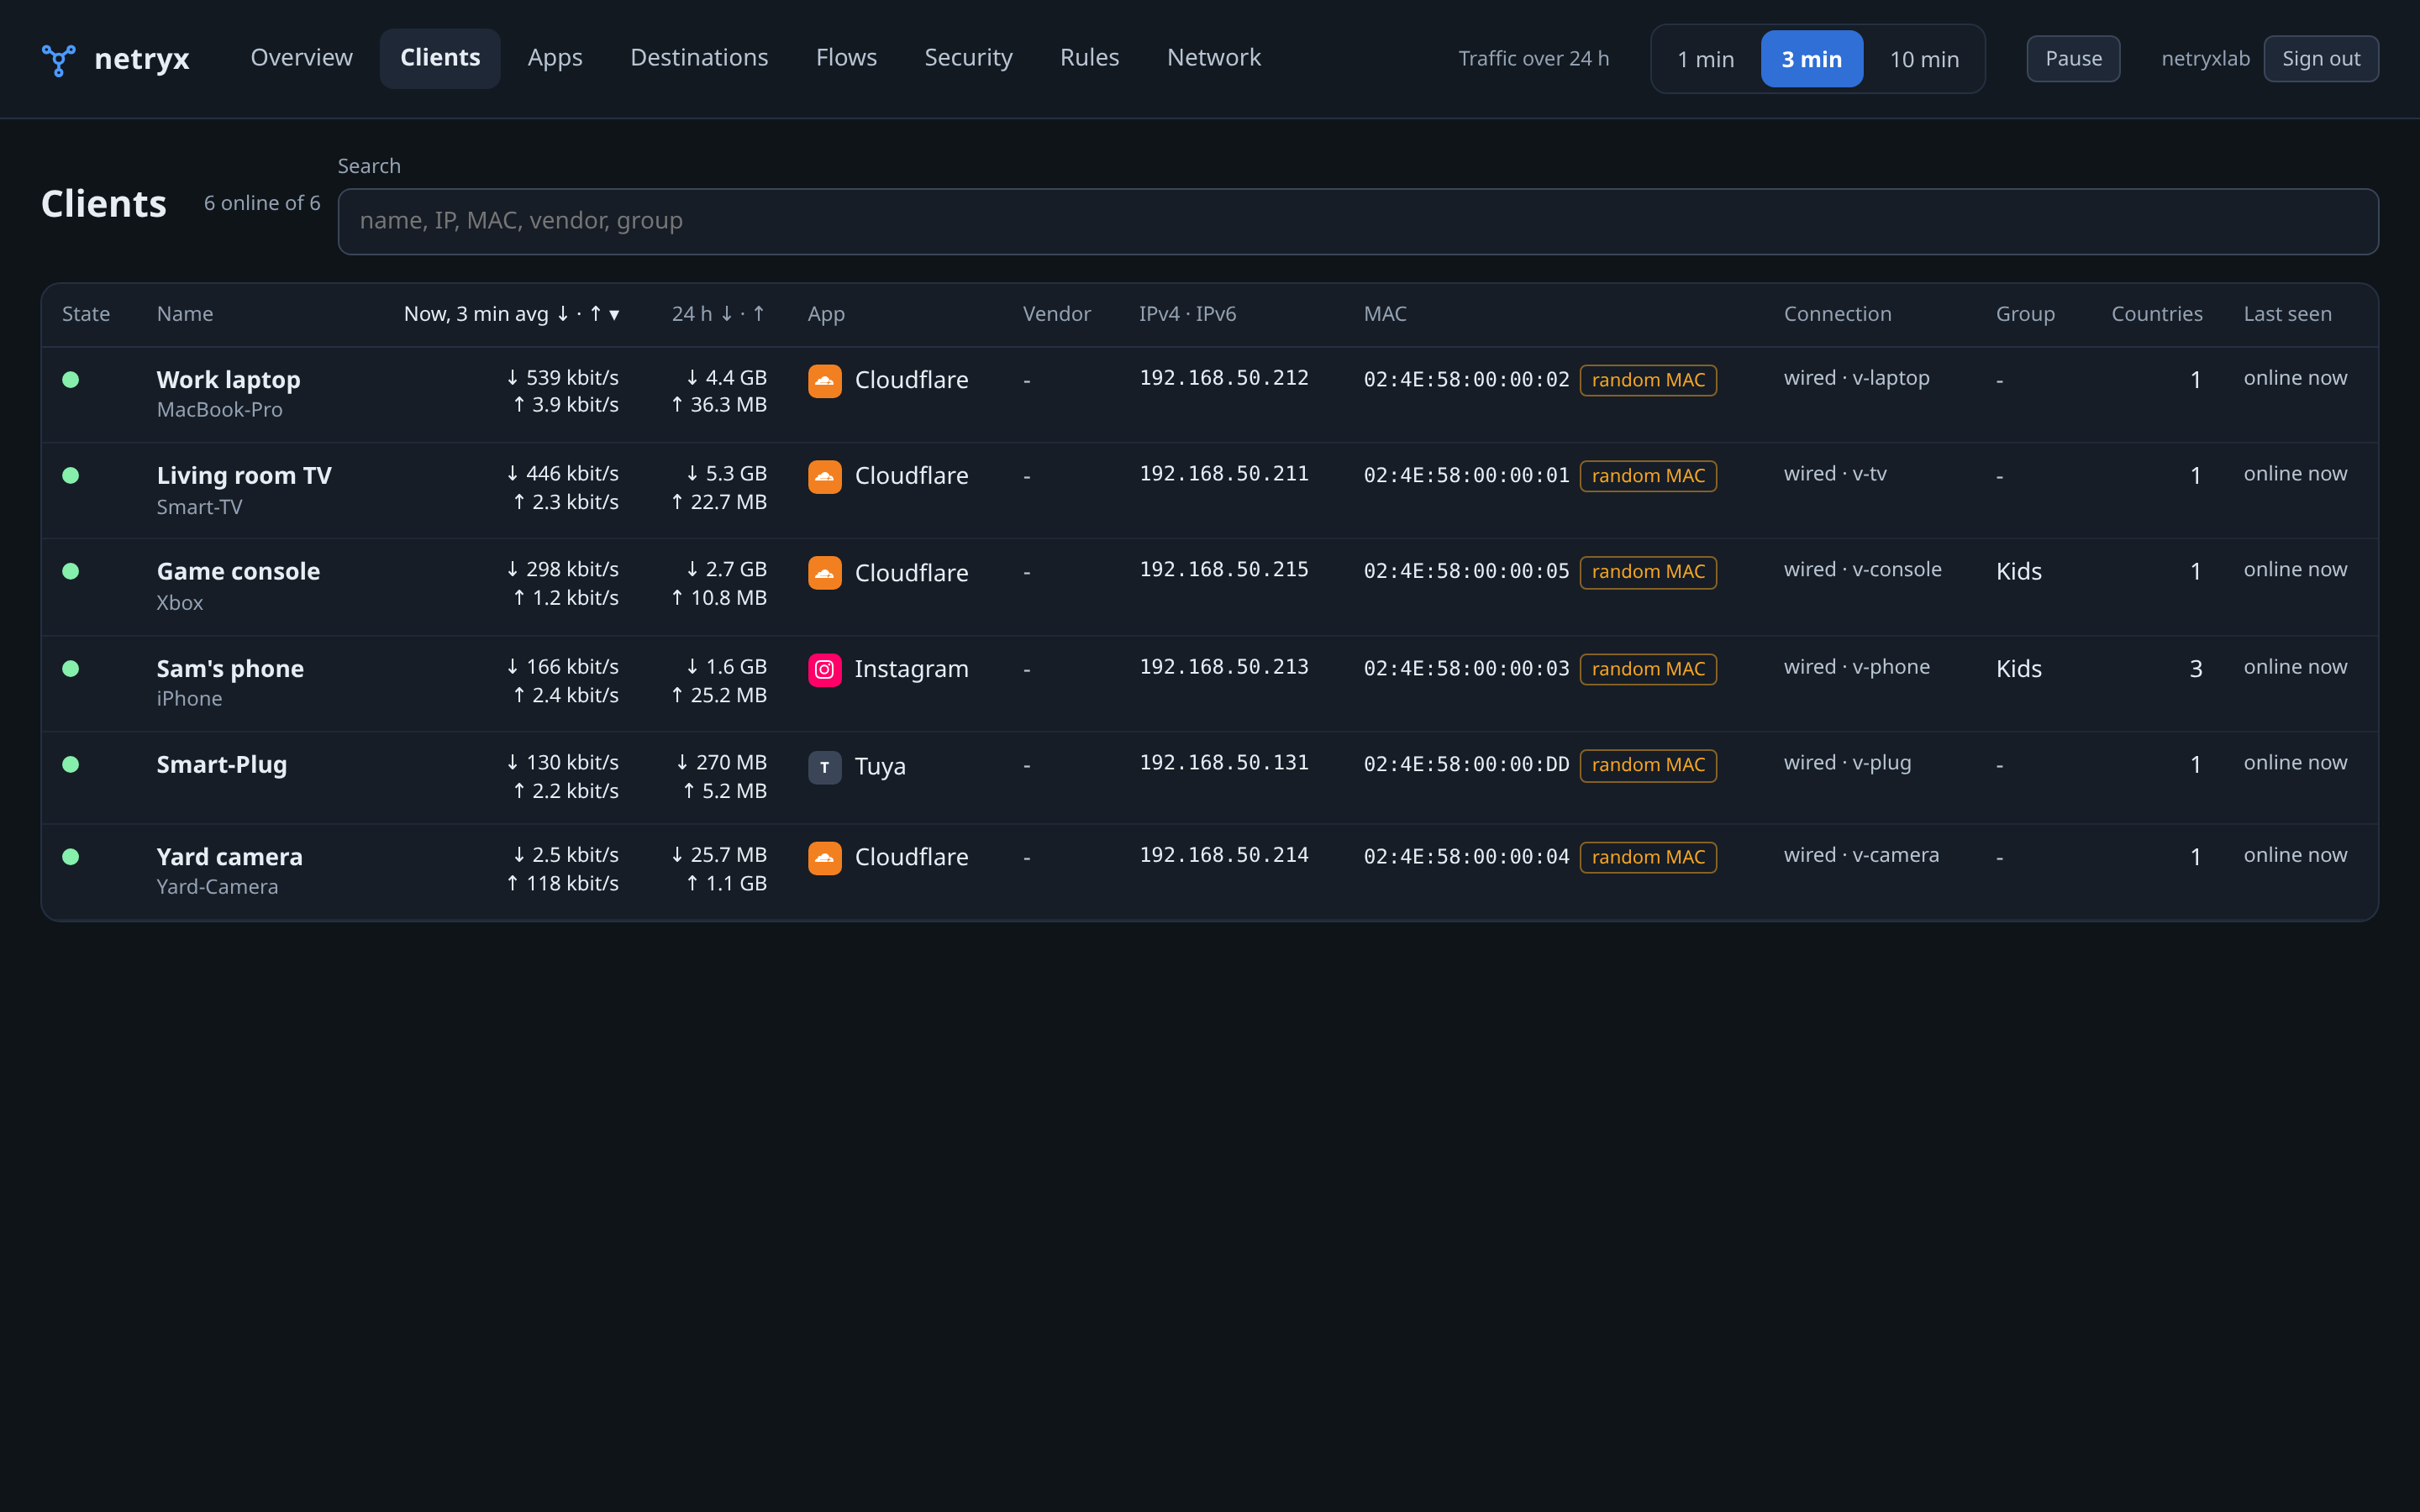 netryx Overview Clients Apps Destinations Flows Security Rules Network Traffic over 24 h 1 min 3 min 10 min Pause netryxlab Sign out
Search
Clients 6 online of 6 name, IP, MAC, vendor, group
State Name Now, 3 min avg ↓ · ↑ ▾ 24 h ↓ · ↑ App Vendor IPv4 · IPv6 MAC Connection Group Countries Last seen
Work laptop ↓ 539 kbit/s ↓ 4.4 GB Cloudflare - 192.168.50.212 02:4E:58:00:00:02 random MAC wired · v-laptop - 1 online now
MacBook-Pro ↑ 3.9 kbit/s ↑ 36.3 MB
Living room TV ↓ 446 kbit/s ↓ 5.3 GB Cloudflare - 192.168.50.211 02:4E:58:00:00:01 random MAC wired · v-tv - 1 online now
Smart-TV ↑ 2.3 kbit/s ↑ 22.7 MB
Game console ↓ 298 kbit/s ↓ 2.7 GB Cloudflare - 192.168.50.215 02:4E:58:00:00:05 random MAC wired · v-console Kids 1 online now
Xbox ↑ 1.2 kbit/s ↑ 10.8 MB
Sam's phone ↓ 166 kbit/s ↓ 1.6 GB Instagram - 192.168.50.213 02:4E:58:00:00:03 random MAC wired · v-phone Kids 3 online now
iPhone ↑ 2.4 kbit/s ↑ 25.2 MB
Smart-Plug ↓ 130 kbit/s ↓ 270 MB T Tuya - 192.168.50.131 02:4E:58:00:00:DD random MAC wired · v-plug - 1 online now
↑ 2.2 kbit/s ↑ 5.2 MB
Yard camera ↓ 2.5 kbit/s ↓ 25.7 MB Cloudflare - 192.168.50.214 02:4E:58:00:00:04 random MAC wired · v-camera - 1 online now
Yard-Camera ↑ 118 kbit/s ↑ 1.1 GB